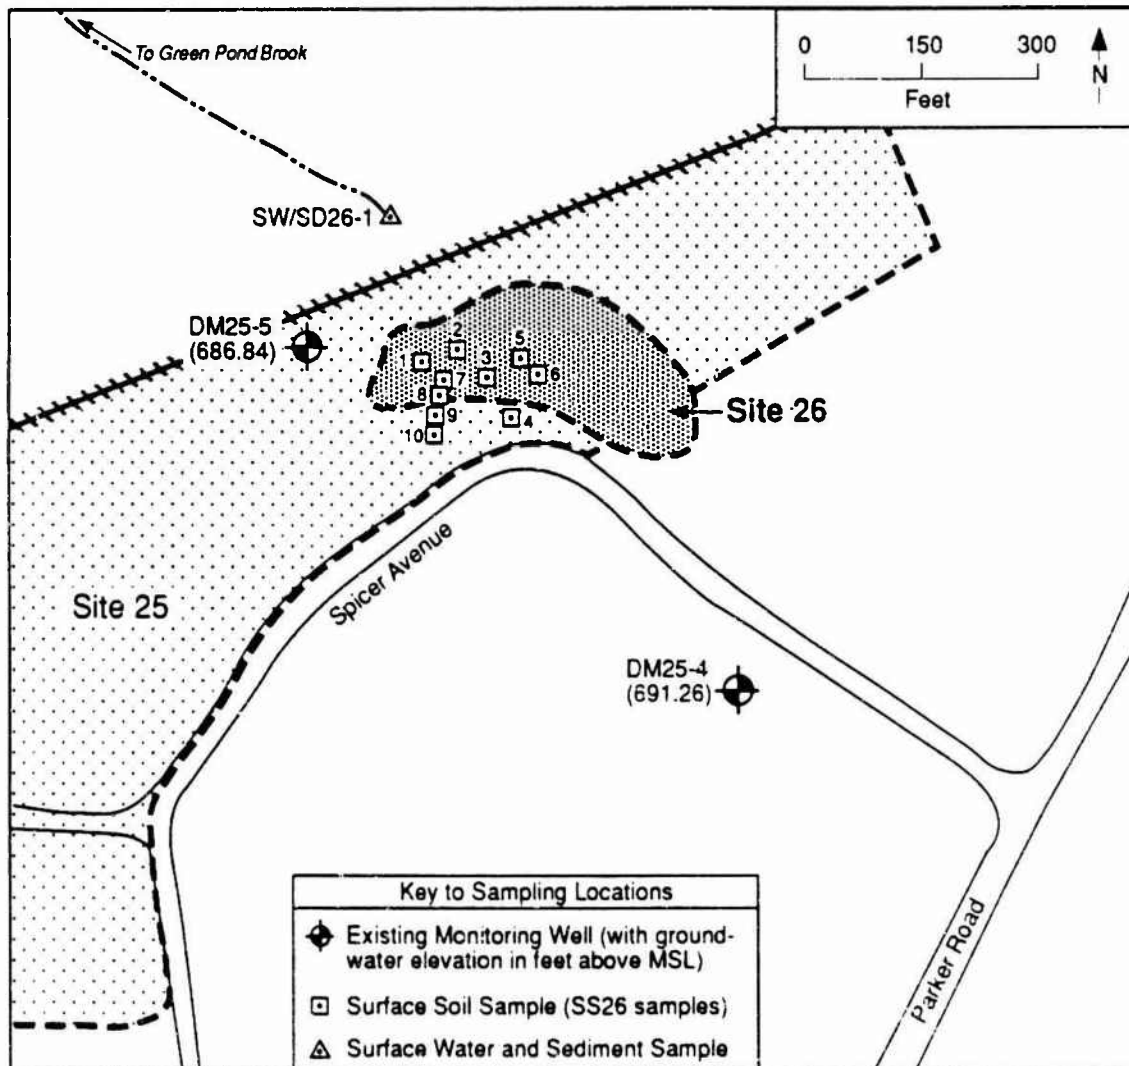 To Green Pond Brook
0 150 300
Feet
N
SW/SD26-1
DM25-5
(686.84)
1
2
3
5
6
7
8
9
4
10
Site 26
Spicer Avenue
Site 25
DM25-4
(691.26)
Parker Road
Key to Sampling Locations
Existing Monitoring Well (with ground-
water elevation in feet above MSL)
Surface Soil Sample (SS26 samples)
Surface Water and Sediment Sample